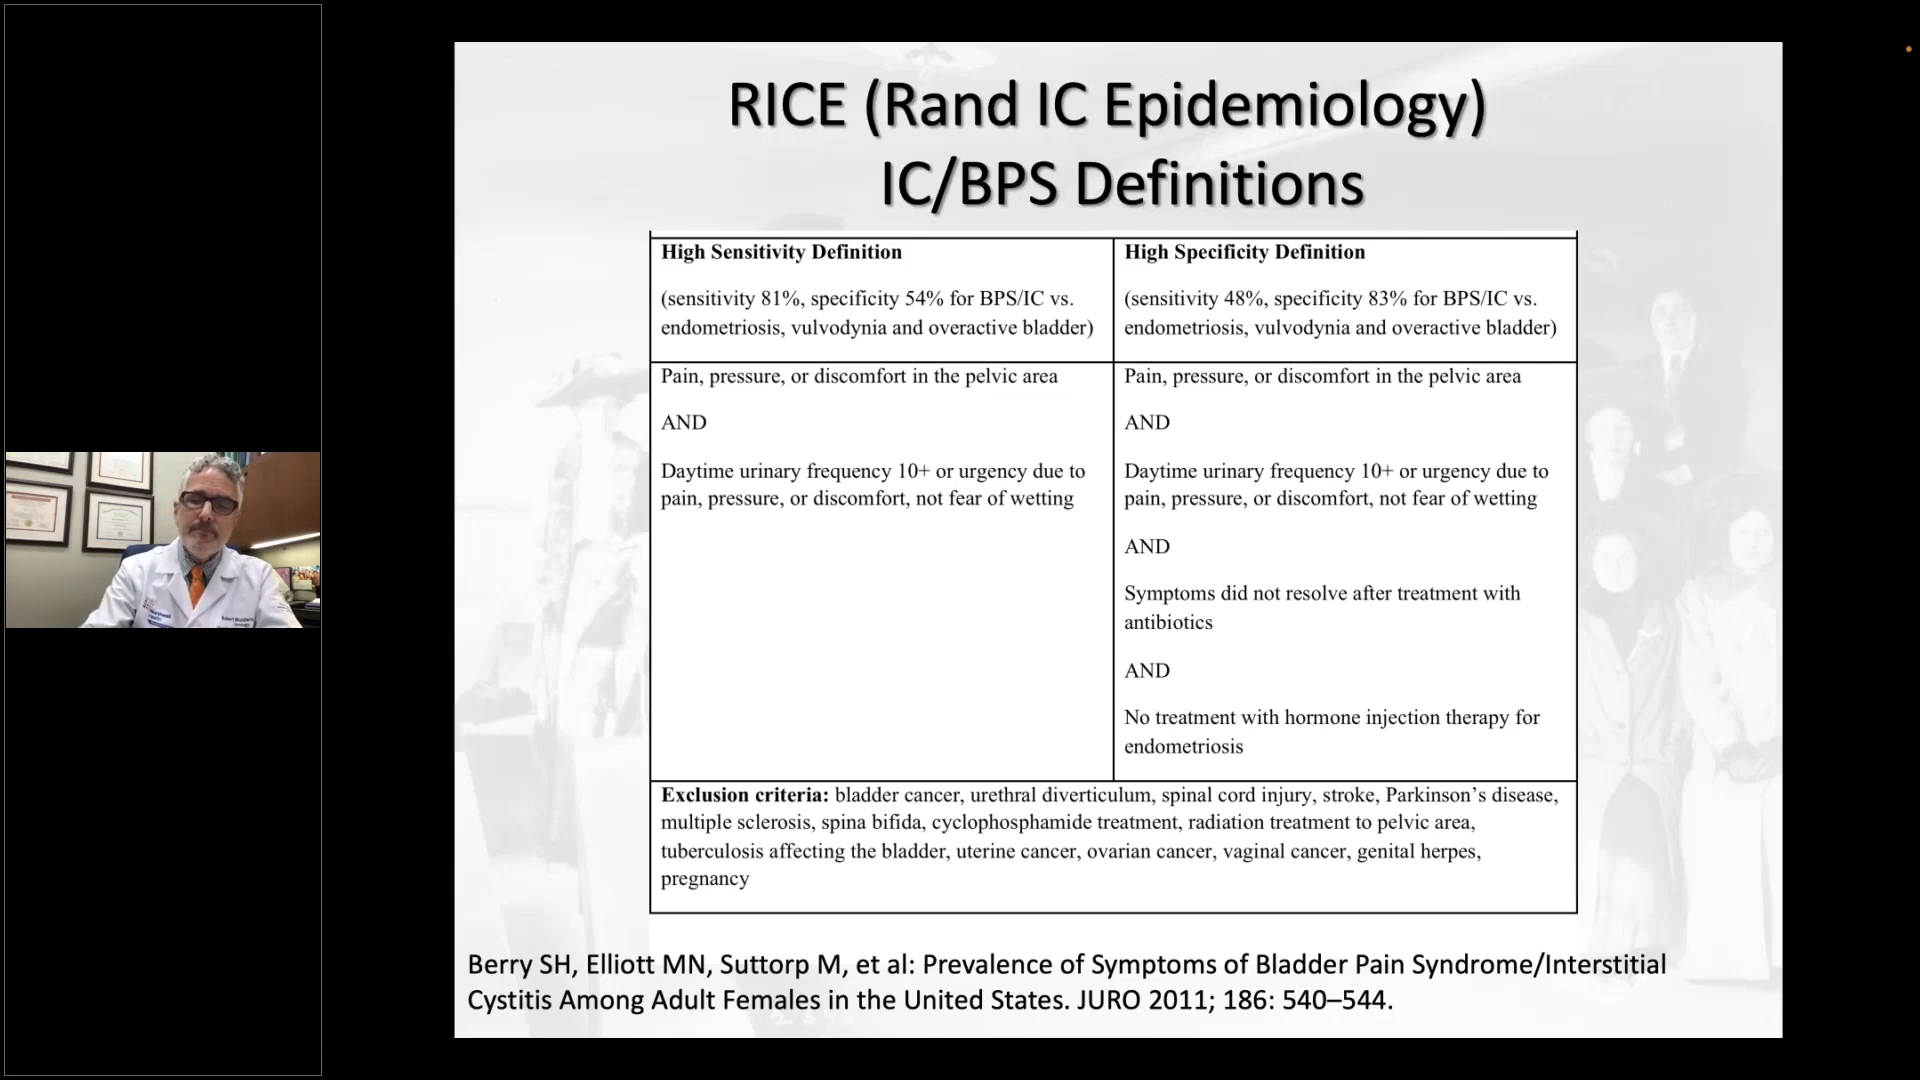 RICE (Rand IC Epidemiology)
IC/BPS Definitions
High Sensitivity Definition
(sensitivity 81%, specificity 54% for BPS/IC vs.
endometriosis, vulvodynia and overactive bladder)
High Specificity Definition
(sensitivity 48%, specificity 83% for BPS/IC vs.
endometriosis, vulvodynia and overactive bladder)
Pain, pressure, or discomfort in the pelvic area
AND
Daytime urinary frequency 10+ or urgency due to
pain, pressure, or discomfort, not fear of wetting
Pain, pressure, or discomfort in the pelvic area
AND
Daytime urinary frequency 10+ or urgency due to
pain, pressure, or discomfort, not fear of wetting
AND
Symptoms did not resolve after treatment with
antibiotics
AND
No treatment with hormone injection therapy for
endometriosis
Exclusion criteria: bladder cancer, urethral diverticulum, spinal cord injury, stroke, Parkinson’s disease,
multiple sclerosis, spina bifida, cyclophosphamide treatment, radiation treatment to pelvic area,
tuberculosis affecting the bladder, uterine cancer, ovarian cancer, vaginal cancer, genital herpes,
pregnancy
Berry SH, Elliott MN, Suttorp M, et al: Prevalence of Symptoms of Bladder Pain Syndrome/Interstitial
Cystitis Among Adult Females in the United States. JURO 2011; 186: 540–544.